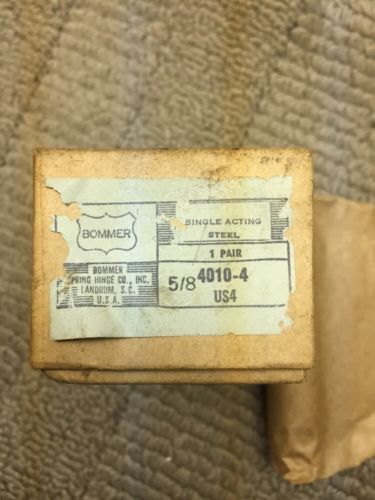 BOMMER
BOMMER
SPRING HINGE CO., INC.
LANDRUM, S.C.
U.S.A.
SINGLE ACTING
STEEL
1 PAIR
5/8 4010-4
US4